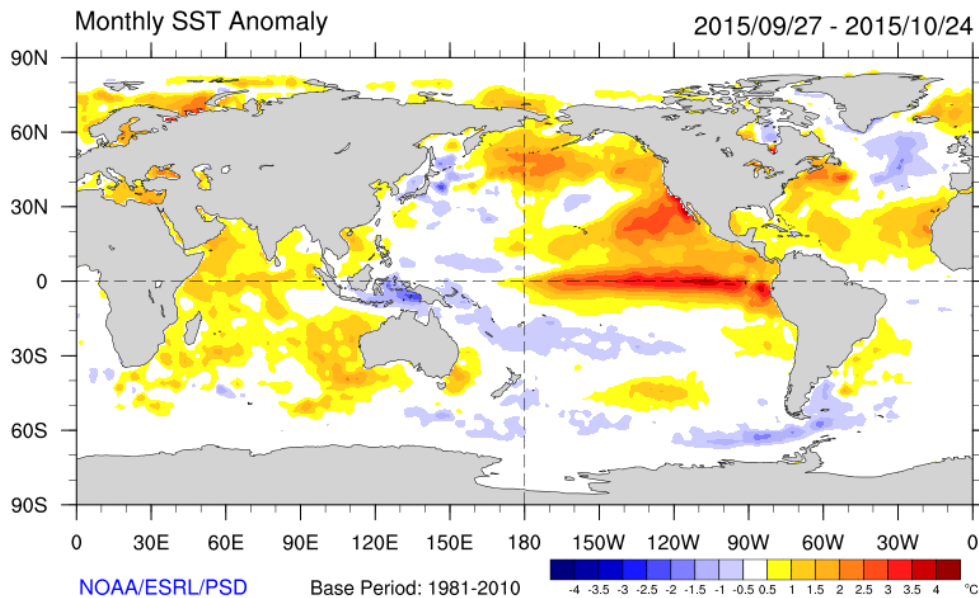 Monthly SST Anomaly 2015/09/27 - 2015/10/24
90N
60N
30N
0
30S
60S
90S
0 30E 60E 90E 120E 150E 180 150W 120W 90W 60W 30W 0
NOAA/ESRL/PSD Base Period: 1981-2010
-4 -3.5 -3 -2.5 -2 -1.5 -1 -0.5 0.5 1 1.5 2 2.5 3 3.5 4 °C